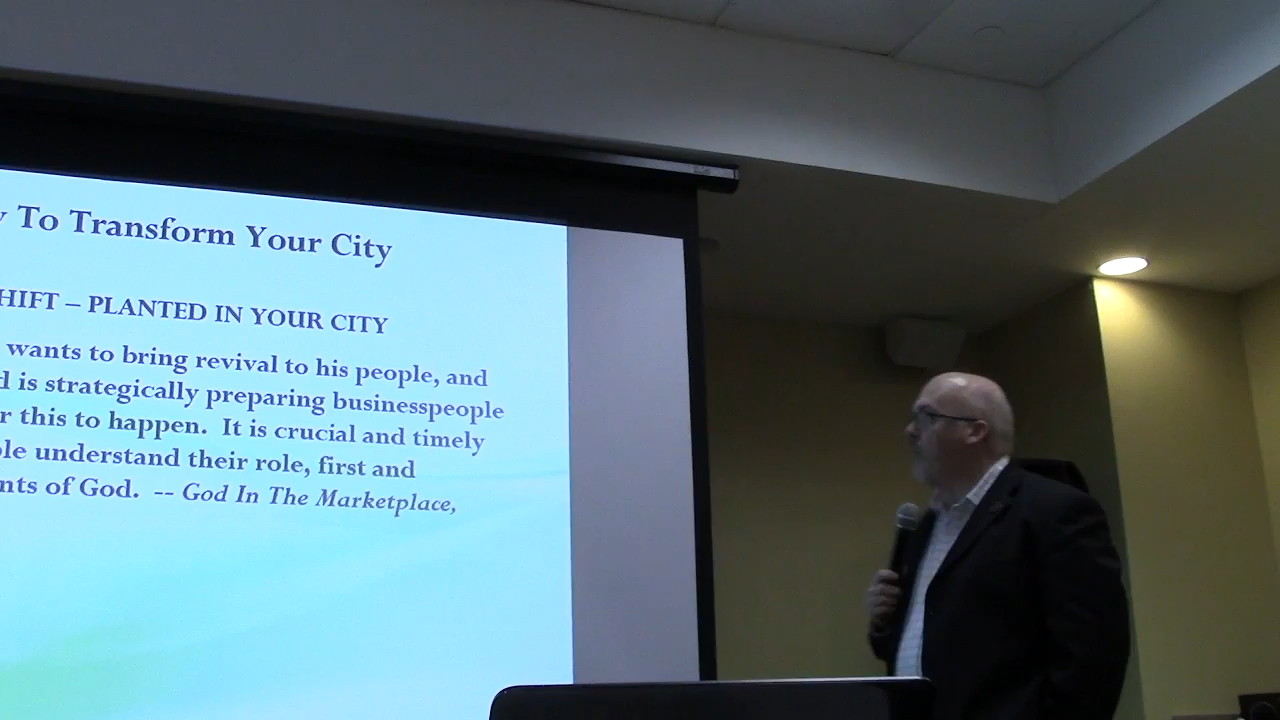 To Transform Your City
HIFT – PLANTED IN YOUR CITY
wants to bring revival to his people, and
is strategically preparing businesspeople
this to happen. It is crucial and timely
understand their role, first and
of God. -- God In The Marketplace,